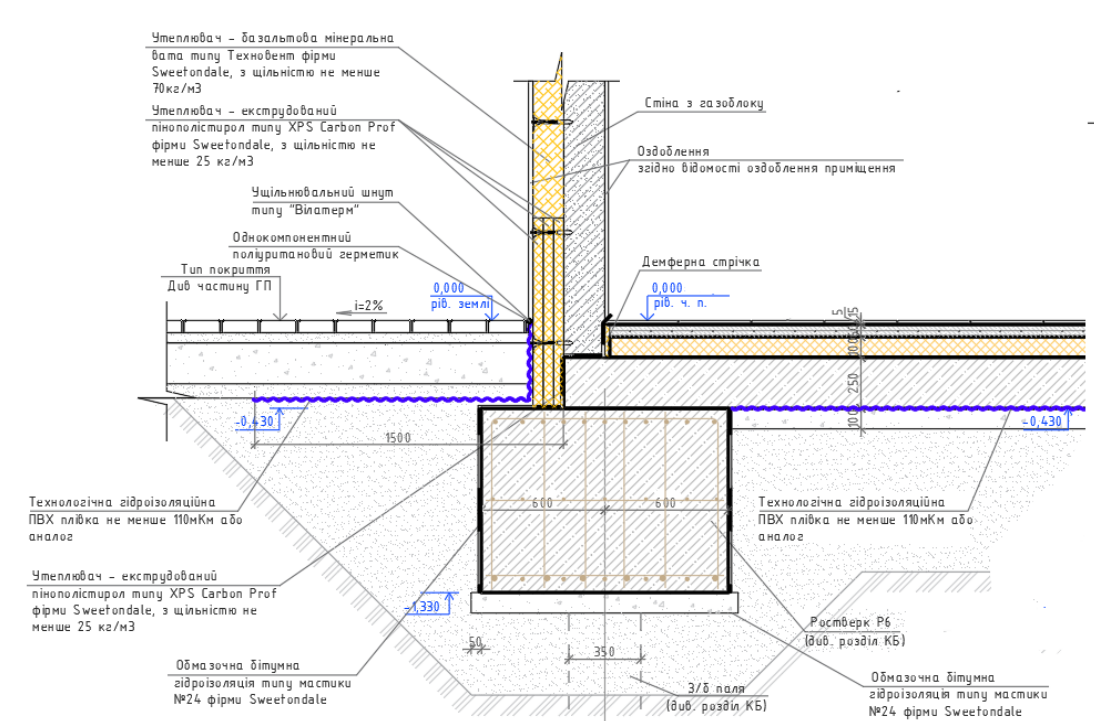 Утеплювач - базальтова мінеральна
вата типу Техновент фірми
Sweetondale, з щільністю не менше
70кг/м3
Утеплювач - екструдований
пінополістирол типу XPS Carbon Prof
фірми Sweetondale, з щільністю не
менше 25 кг/м3
Ущільнювальний шнут
типу "Вілатерм"
Однокомпонентний
поліуритановий герметик
Тип покриття
Див частину ГП
i=2%
0,000
рів. землі
Стіна з газоблоку
Оздоблення
згідно відомості оздоблення приміщення
Демферна стрічка
0,000
рів. ч. п.
5
15
100
250
100
-0,430
-0,430
1500
600
600
Технологічна гідроізоляційна
ПВХ плівка не менше 110мКм або
аналог
Технологічна гідроізоляційна
ПВХ плівка не менше 110мКм або
аналог
Утеплювач - екструдований
пінополістирол типу XPS Carbon Prof
фірми Sweetondale, з щільністю не
менше 25 кг/м3
-1,330
50
350
Ростверк Р6
(див. розділ КБ)
Обмазочна бітумна
гідроізоляція типу мастики
№24 фірми Sweetondale
З/б паля
(див. розділ КБ)
Обмазочна бітумна
гідроізоляція типу мастики
№24 фірми Sweetondale